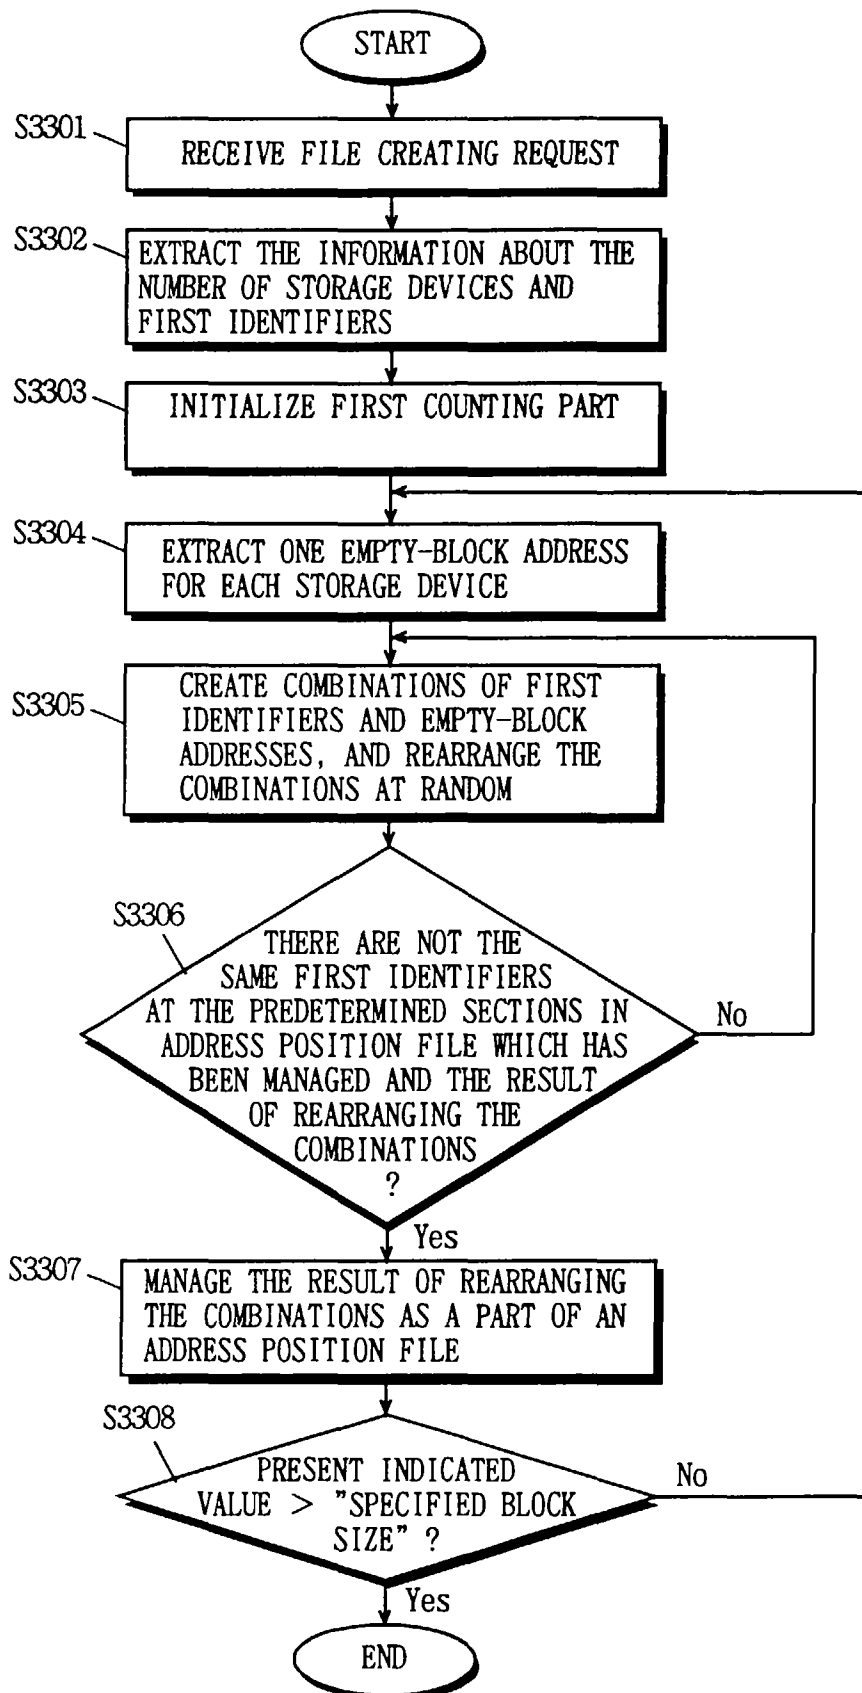 START
S3301
RECEIVE FILE CREATING REQUEST
S3302
EXTRACT THE INFORMATION ABOUT THE
NUMBER OF STORAGE DEVICES AND
FIRST IDENTIFIERS
S3303
INITIALIZE FIRST COUNTING PART
S3304
EXTRACT ONE EMPTY-BLOCK ADDRESS
FOR EACH STORAGE DEVICE
S3305
CREATE COMBINATIONS OF FIRST
IDENTIFIERS AND EMPTY-BLOCK
ADDRESSES, AND REARRANGE THE
COMBINATIONS AT RANDOM
S3306
THERE ARE NOT THE
SAME FIRST IDENTIFIERS
AT THE PREDETERMINED SECTIONS IN
ADDRESS POSITION FILE WHICH HAS
BEEN MANAGED AND THE RESULT
OF REARRANGING THE
COMBINATIONS
?
No
Yes
S3307
MANAGE THE RESULT OF REARRANGING
THE COMBINATIONS AS A PART OF AN
ADDRESS POSITION FILE
S3308
PRESENT INDICATED
VALUE > "SPECIFIED BLOCK
SIZE" ?
No
Yes
END